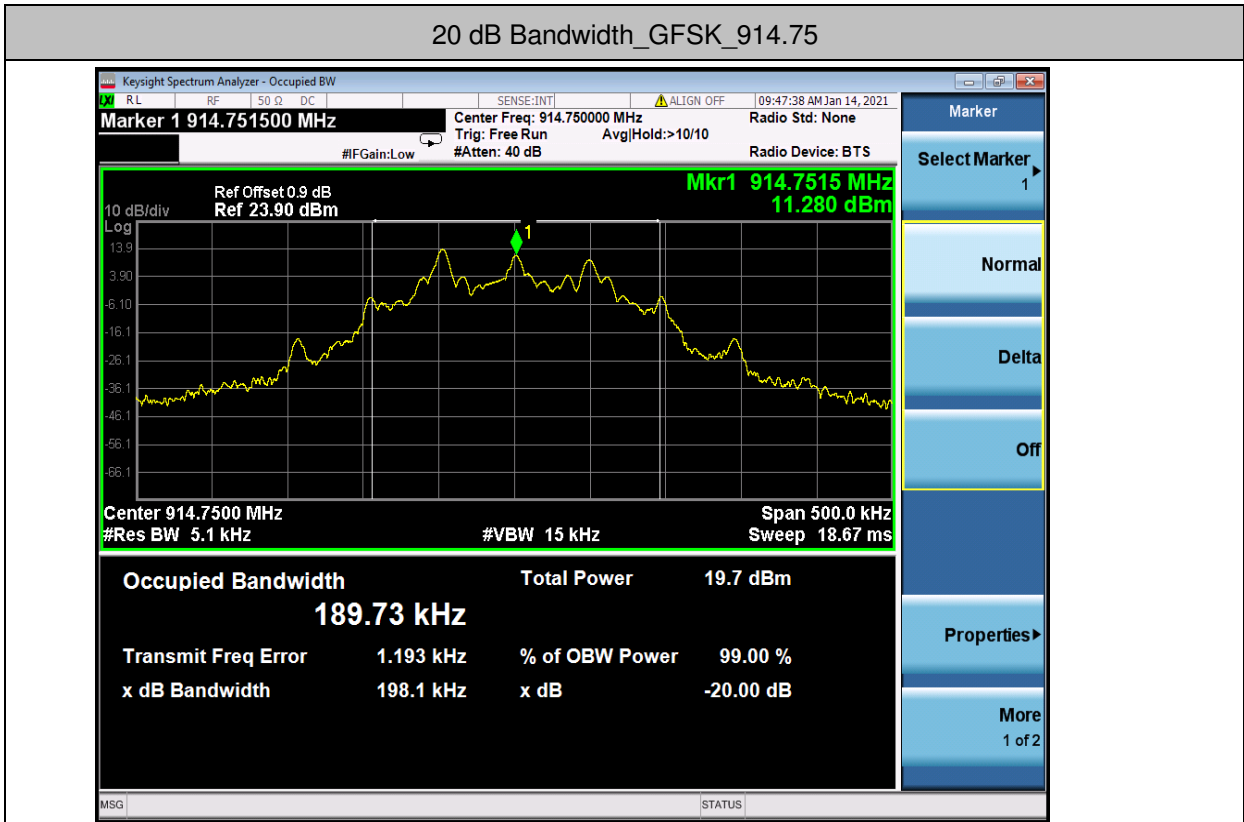 20 dB Bandwidth_GFSK_914.75
Keysight Spectrum Analyzer - Occupied BW
LXI RL RF 50 Ω DC SENSE:INT ALIGN OFF 09:47:38 AM Jan 14, 2021
Marker 1 914.751500 MHz
Center Freq: 914.750000 MHz
Radio Std: None
Trig: Free Run Avg|Hold:>10/10
#IFGain:Low #Atten: 40 dB Radio Device: BTS
Mkr1 914.7515 MHz
11.280 dBm
Ref Offset 0.9 dB
10 dB/div Ref 23.90 dBm
Log
1
13.9
3.90
-6.10
-16.1
-26.1
-36.1
-46.1
-56.1
-66.1
Center 914.7500 MHz Span 500.0 kHz
#Res BW 5.1 kHz #VBW 15 kHz Sweep 18.67 ms
Occupied Bandwidth Total Power 19.7 dBm
189.73 kHz
Transmit Freq Error 1.193 kHz % of OBW Power 99.00 %
x dB Bandwidth 198.1 kHz x dB -20.00 dB
MSG STATUS
Marker
Select Marker
1
Normal
Delta
Off
Properties
More
1 of 2